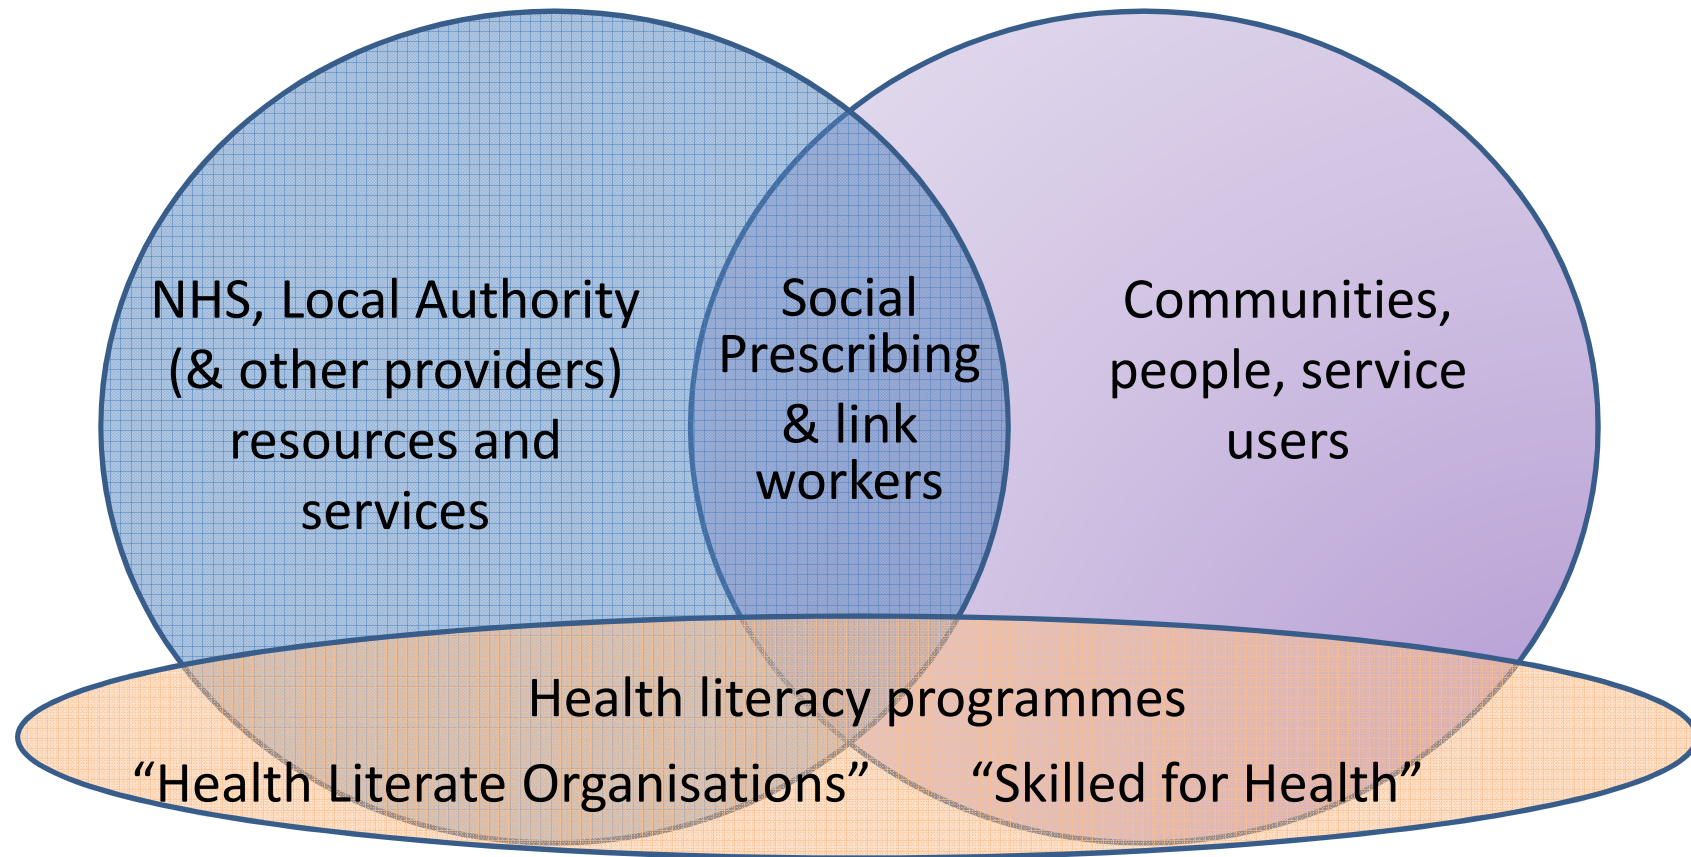 NHS, Local Authority
(& other providers)
resources and
services
Social
Prescribing
& link
workers
Communities,
people, service
users
Health literacy programmes
“Health Literate Organisations”
“Skilled for Health”